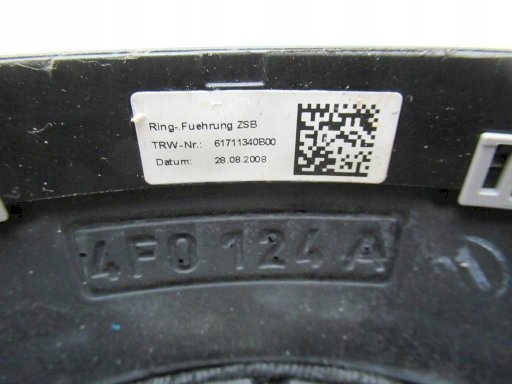 Ring-.Fuehrung ZSB
TRW-Nr.: 61711340B00
Datum: 28.08.2008
4F0 124 A